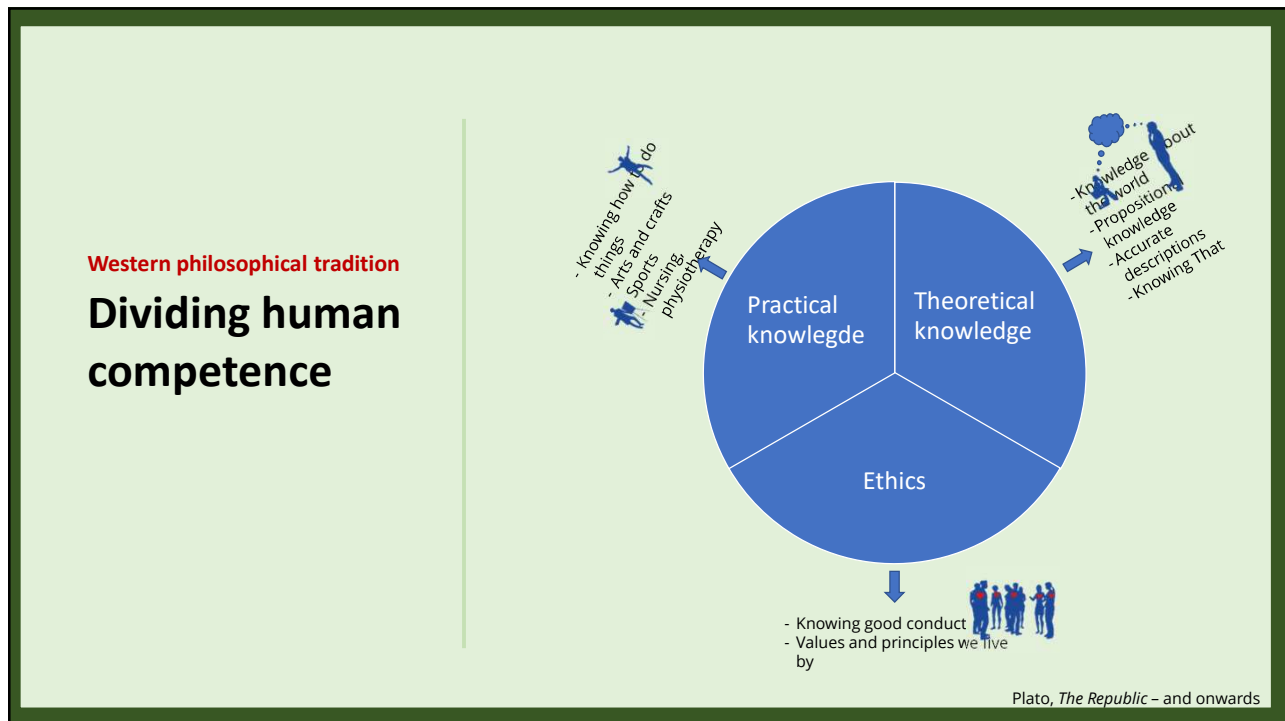 Western philosophical tradition
Dividing human
competence
- Knowing how to do
things
- Arts and crafts
- Sports
- Nursing,
physiotherapy
Practical
knowlegde
Theoretical
knowledge
-Knowledge about
the world
-Propositional
knowledge
-Accurate
descriptions
-Knowing That
Ethics
- Knowing good conduct
- Values and principles we live
by
Plato, The Republic – and onwards